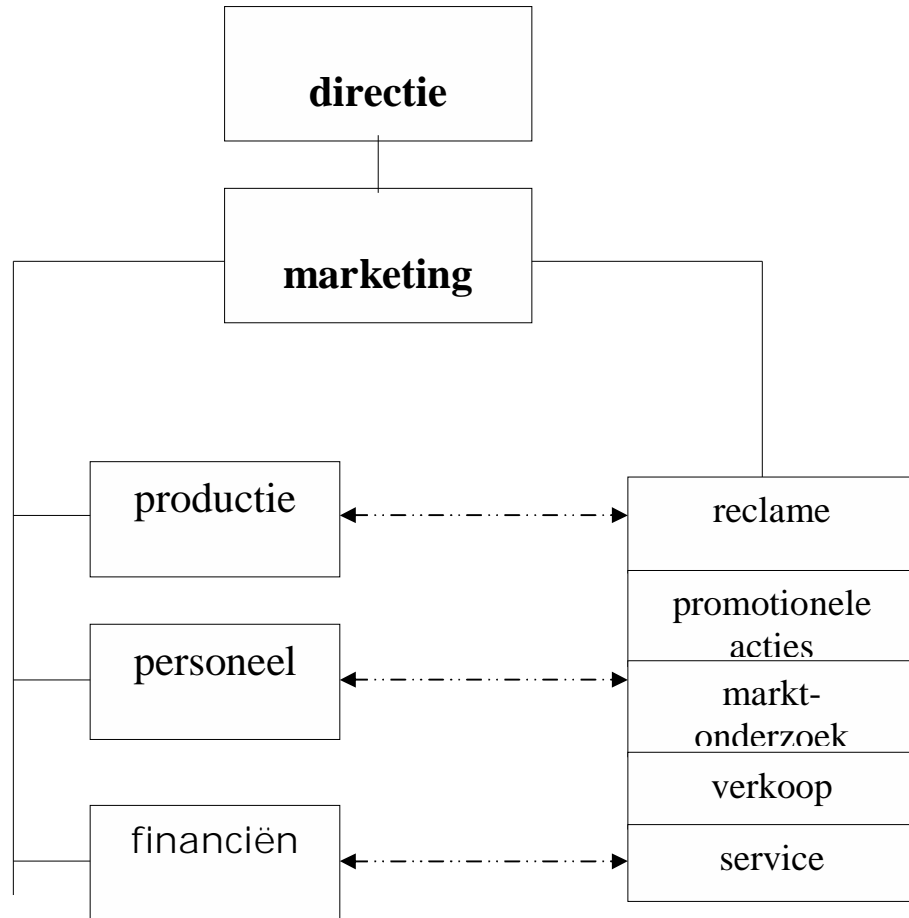 directie
marketing
productie
reclame
promotionele
acties
personeel
markt-
onderzoek
verkoop
financiën
service